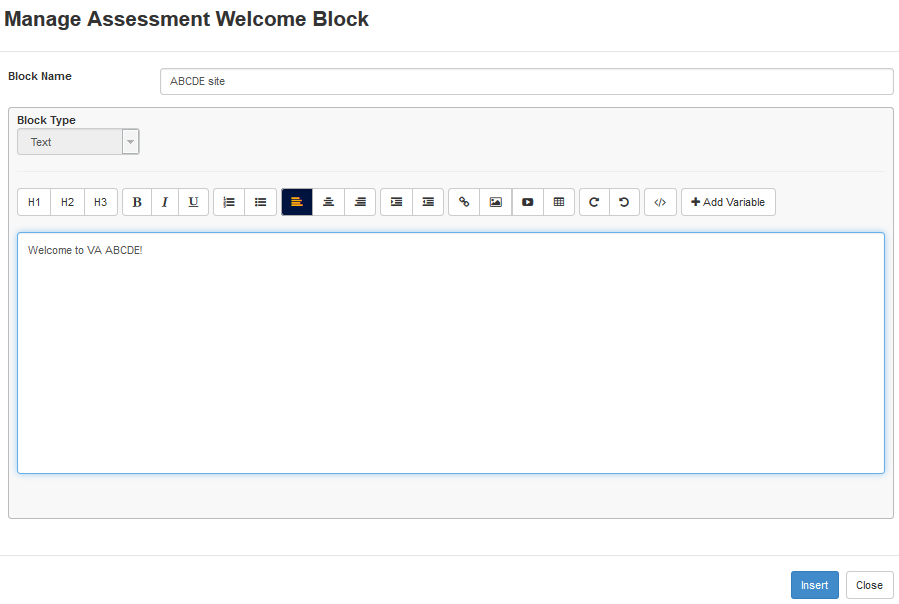 Manage Assessment Welcome Block
Block Name
ABCDE site
Block Type
Text
H1 H2 H3 B I U </> + Add Variable
Welcome to VA ABCDE!
Insert Close